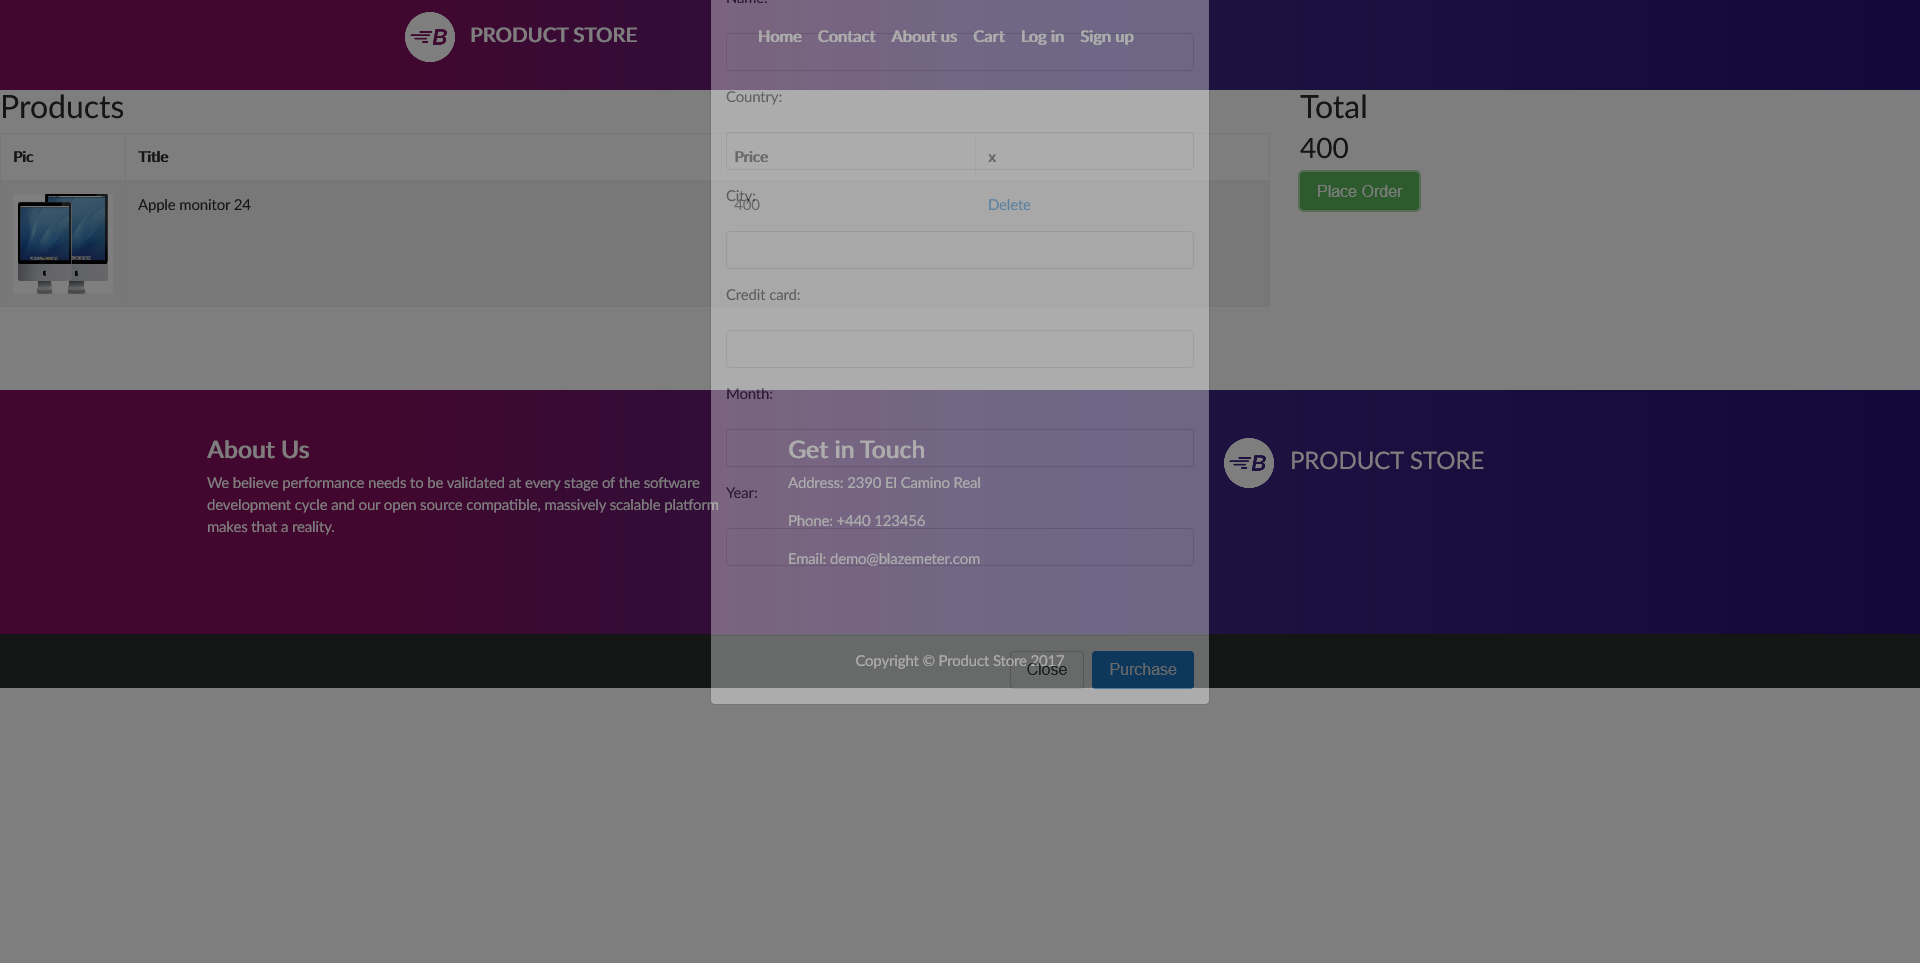 Name:
PRODUCT STORE
Home Contact About us Cart Log in Sign up
Country:
Products
Total
400
Pic Title Price x
City:
Apple monitor 24 400 Delete
Place Order
Credit card:
Month:
About Us
We believe performance needs to be validated at every stage of the software
development cycle and our open source compatible, massively scalable platform
makes that a reality.
Get in Touch
Address: 2390 El Camino Real
Year:
Phone: +440 123456
Email: demo@blazemeter.com
PRODUCT STORE
Copyright © Product Store 2017
Close Purchase